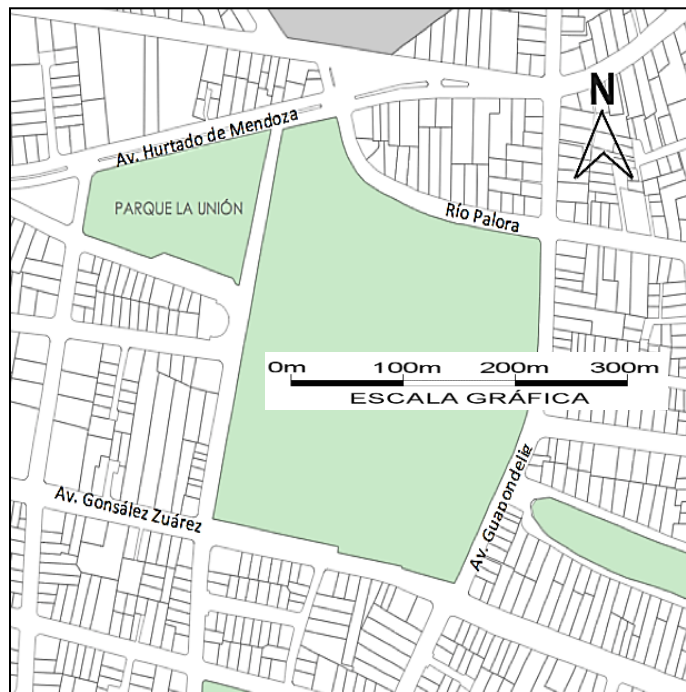 N
Av. Hurtado de Mendoza
PARQUE LA UNIÓN
Río Palora
0m 100m 200m 300m
ESCALA GRÁFICA
Av. Guapondelig
Av. Gonsález Zuárez